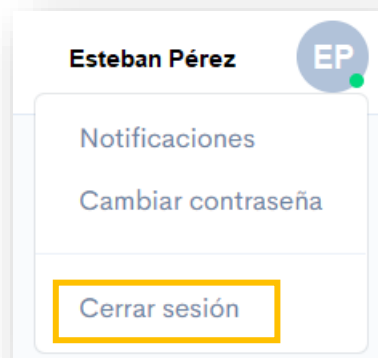 Esteban Pérez EP
Notificaciones
Cambiar contraseña
Cerrar sesión